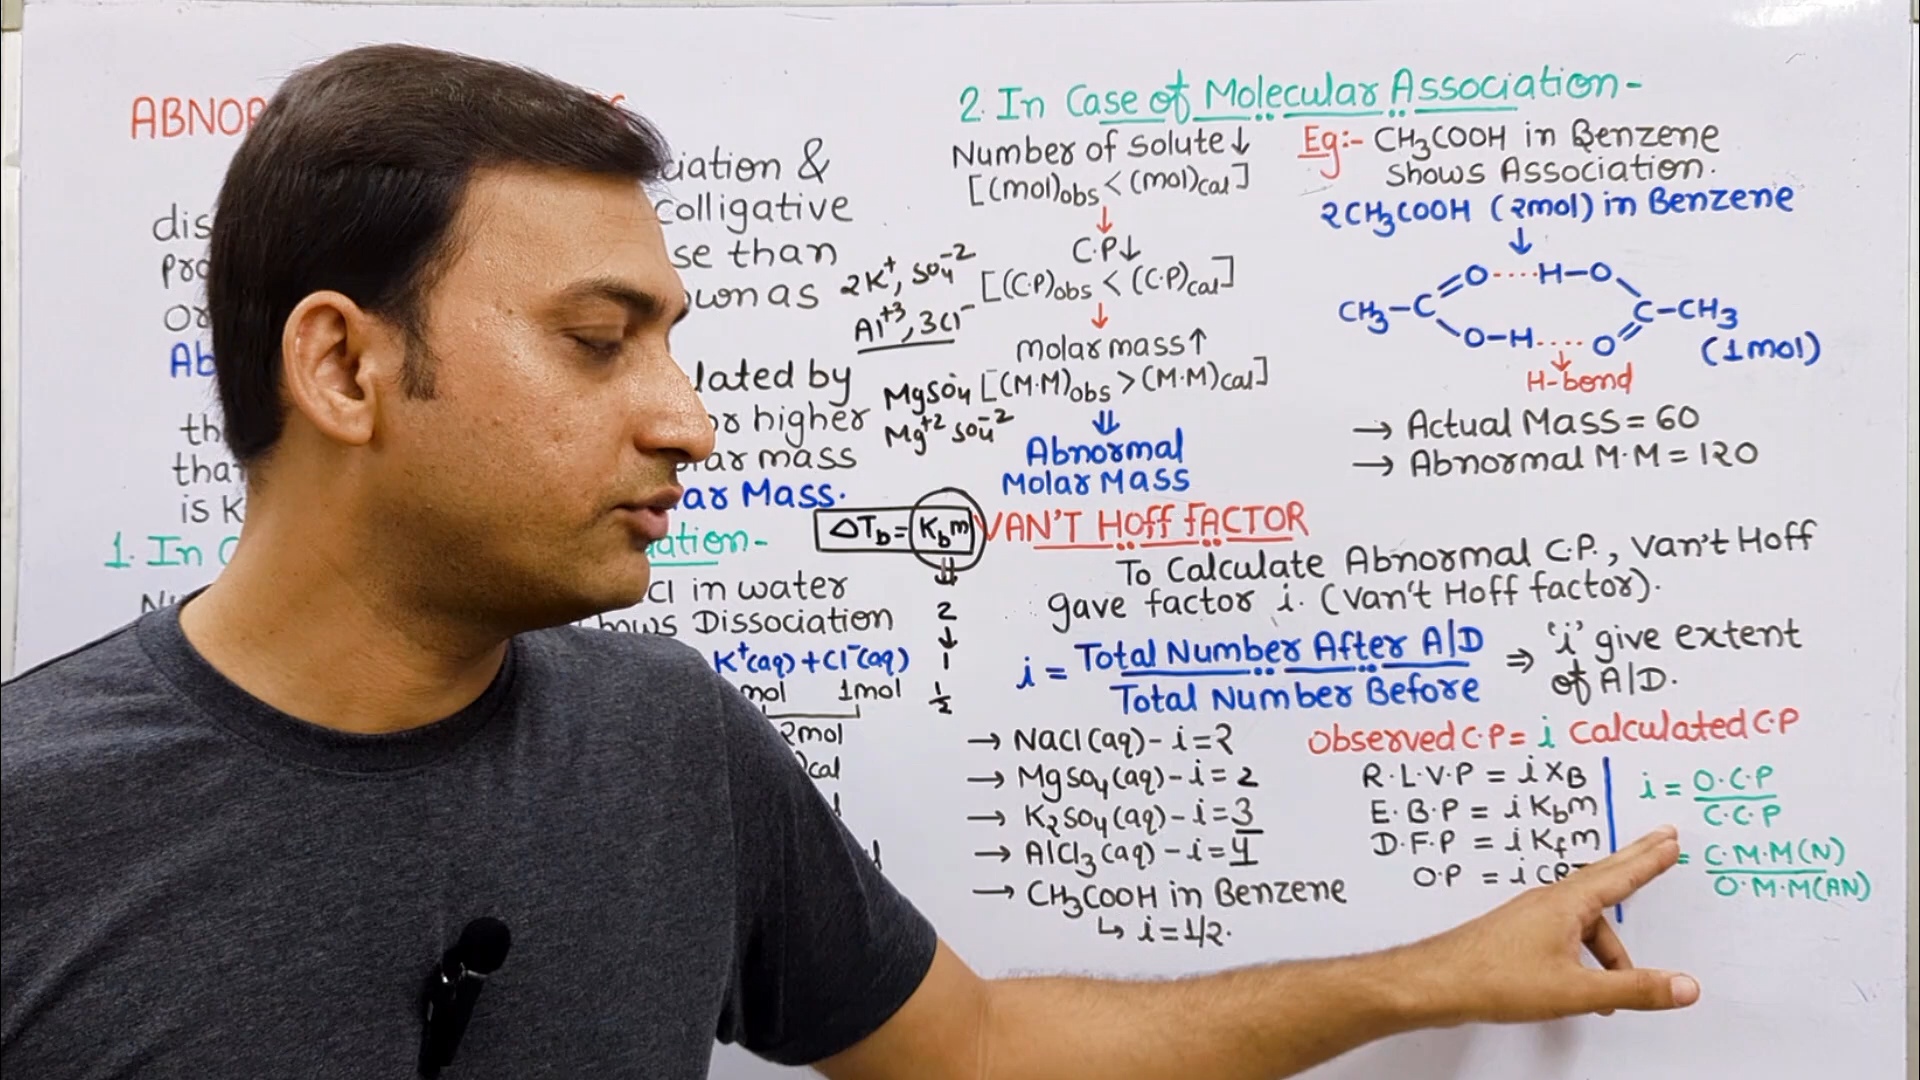 ABNOR
ciation &
dis colligative
pro se than
or own as
Ab
lated by
th or higher
that lar mass
is K ar Mass.
1. In C iation-
Cl in water
hows Dissociation
K⁺(aq) + Cl⁻(aq)
mol 1mol
2mol
cal
2K⁺, SO₄⁻²
Al⁺³, 3Cl⁻
MgSO₄
Mg⁺² SO₄⁻²
ΔT_b = K_b m
⇓
2
↓
1
1/2
2. In Case of Molecular Association-
Number of Solute ↓
[(mol)obs < (mol)cal]
↓
C.P↓
[(C.P)obs < (C.P)cal]
↓
Molar mass ↑
[(M.M)obs > (M.M)cal]
⇓
Abnormal
Molar Mass
Eg:- CH₃COOH in Benzene
shows Association.
2CH₃COOH (2mol) in Benzene
↓
O····H-O
CH₃-C C-CH₃
O-H····O (1mol)
H-bond
→ Actual Mass = 60
→ Abnormal M.M = 120
VAN'T HOFF FACTOR
To Calculate Abnormal C.P., Van't Hoff
gave factor i. (Van't Hoff factor).
i = Total Number After A/D / Total Number Before ⇒ 'i' give extent
of A/D.
→ NaCl (aq) - i = 2
→ MgSO₄ (aq) - i = 2
→ K₂SO₄ (aq) - i = 3
→ AlCl₃ (aq) - i = 4
→ CH₃COOH in Benzene
↳ i = 1/2.
Observed C.P = i Calculated C.P
R.L.V.P = i X_B
E.B.P = i K_b m
D.F.P = i K_f m
O.P = i CR
i = O.C.P / C.C.P
= C.M.M(N) / O.M.M(AN)